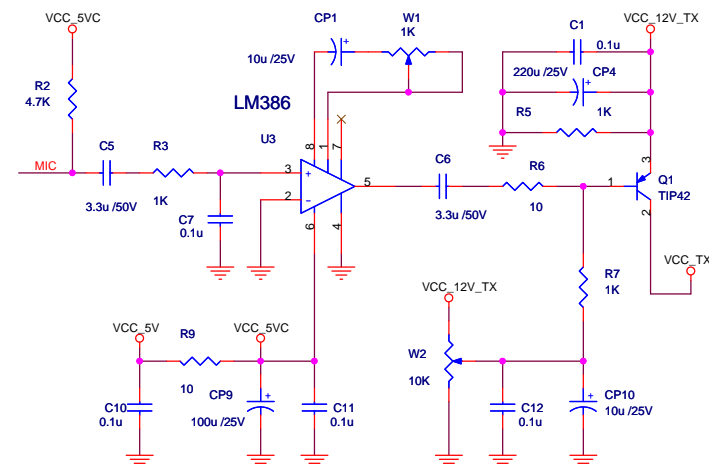 VCC_5VC
R2
4.7K
MIC
C5
3.3u /50V
R3
1K
C7
0.1u
CP1
10u /25V
W1
1K
LM386
U3
8
1
7
3
+
2
-
5
6
4
C1
0.1u
VCC_12V_TX
220u /25V
CP4
R5
1K
C6
3.3u /50V
R6
10
1
3
Q1
TIP42
2
VCC_TX
R7
1K
VCC_5V
R9
10
VCC_5VC
C10
0.1u
CP9
100u /25V
C11
0.1u
VCC_12V_TX
W2
10K
C12
0.1u
CP10
10u /25V